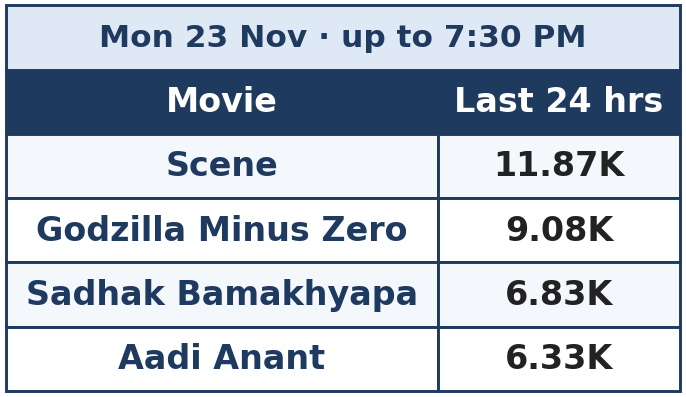 Mon 23 Nov · up to 7:30 PM
Movie Last 24 hrs
Scene 11.87K
Godzilla Minus Zero 9.08K
Sadhak Bamakhyapa 6.83K
Aadi Anant 6.33K